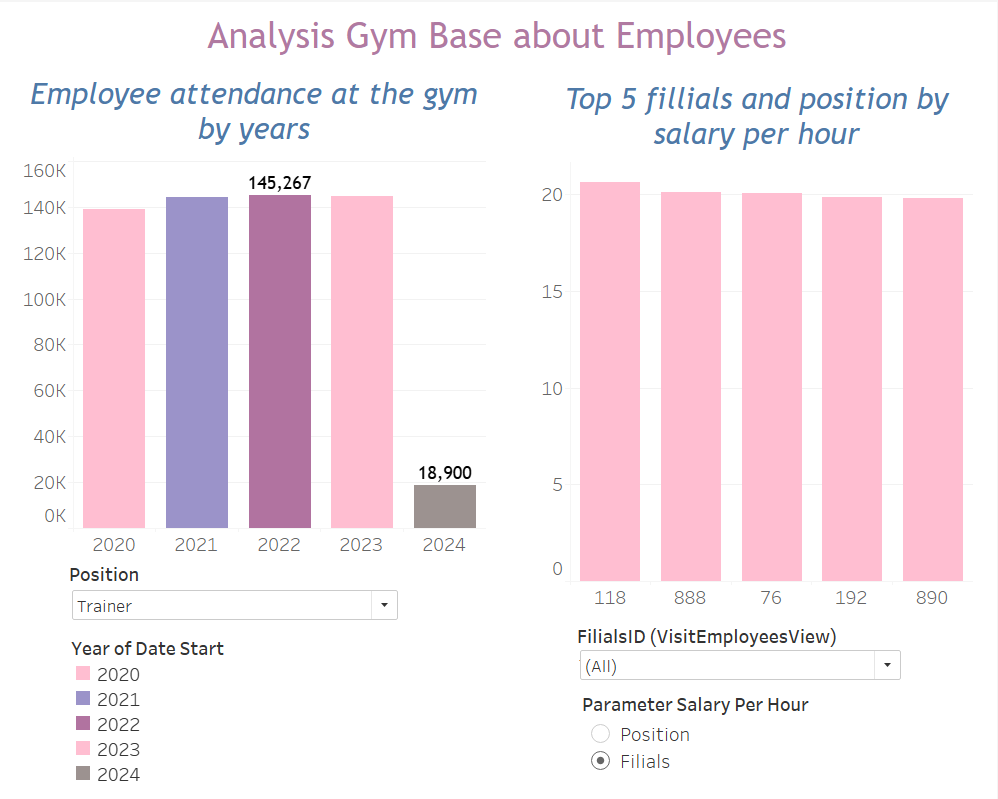 Analysis Gym Base about Employees
Employee attendance at the gym
by years
160K
140K
120K
100K
80K
60K
40K
20K
0K
145,267
18,900
2020 2021 2022 2023 2024
Position
Trainer
Year of Date Start
2020
2021
2022
2023
2024
Top 5 fillials and position by
salary per hour
20
15
10
5
0
118 888 76 192 890
FilialsID (VisitEmployeesView)
(All)
Parameter Salary Per Hour
Position
Filials